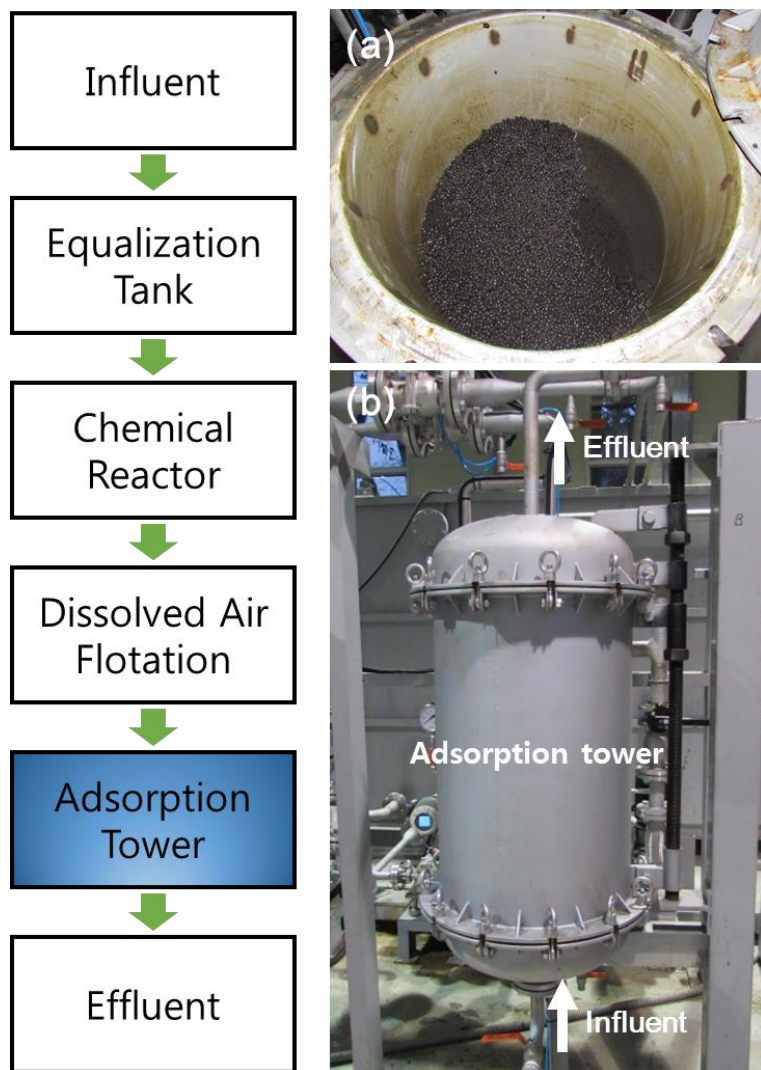 Influent
Equalization
Tank
Chemical
Reactor
Dissolved Air
Flotation
Adsorption
Tower
Effluent
(a)
(b)
Effluent
B
Adsorption tower
Influent